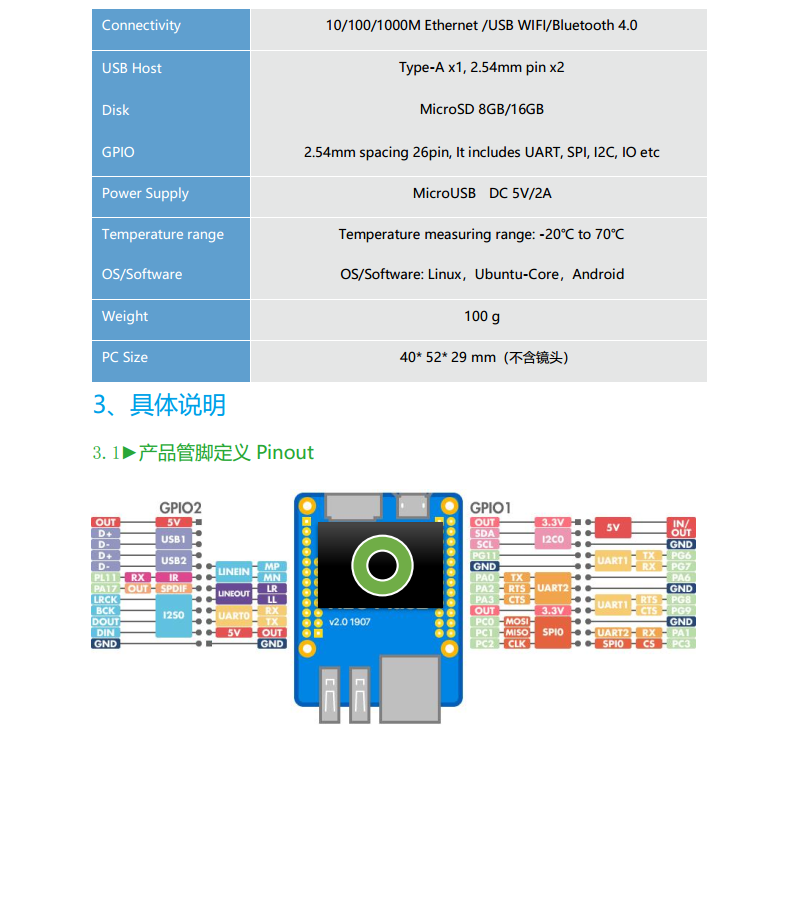 Connectivity 10/100/1000M Ethernet /USB WIFI/Bluetooth 4.0
USB Host Type-A x1, 2.54mm pin x2
Disk MicroSD 8GB/16GB
GPIO 2.54mm spacing 26pin, It includes UART, SPI, I2C, IO etc
Power Supply MicroUSB DC 5V/2A
Temperature range Temperature measuring range: -20℃ to 70℃
OS/Software OS/Software: Linux，Ubuntu-Core，Android
Weight 100 g
PC Size 40* 52* 29 mm（不含镜头）
3、具体说明
3.1►产品管脚定义 Pinout
GPIO2
OUT 5V
D+ USB1
D-
D+ USB2
D-
PL11 RX IR
PA17 OUT SPDIF
LRCK I2S0
BCK
DOUT
DIN
GND
LINEIN MP
MN
LINEOUT LR
LL
UART0 RX
TX
5V OUT
GND
v2.0 1907
GPIO1
OUT 3.3V
SDA I2C0
SCL
PG11
GND
PA0 TX UART2
PA2 RTS
PA3 CTS
OUT 3.3V
PC0 MOSI SPI0
PC1 MISO
PC2 CLK
5V IN/
OUT
GND
UART1 TX PG6
RX PG7
PA6
GND
UART1 RTS PG8
CTS PG9
GND
UART2 RX PA1
SPI0 CS PC3